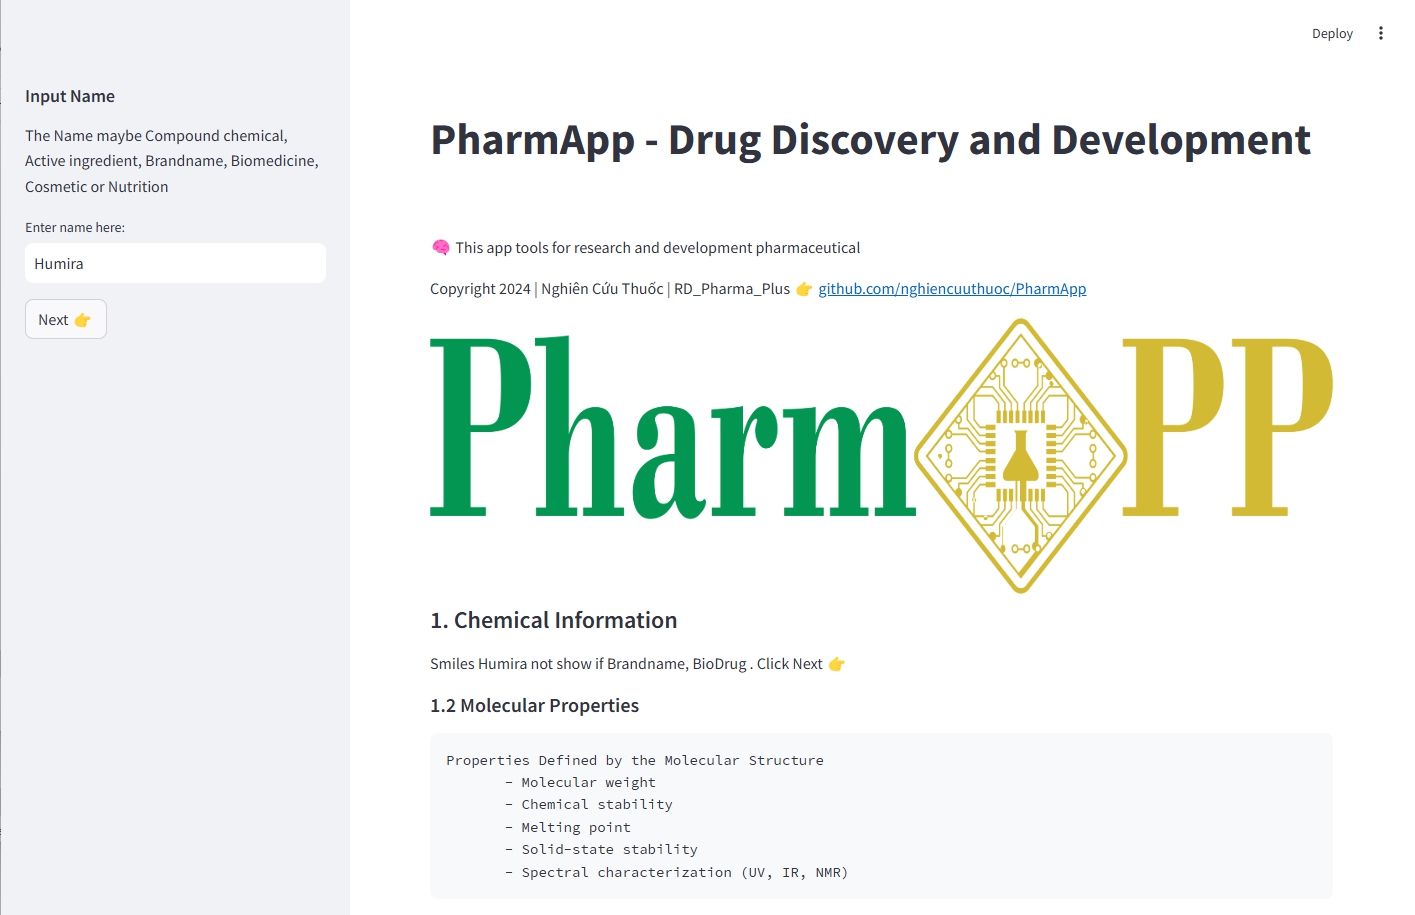 Deploy
Input Name
The Name maybe Compound chemical,
Active ingredient, Brandname, Biomedicine,
Cosmetic or Nutrition
Enter name here:
Humira
Next 👉
PharmApp - Drug Discovery and Development
🧠 This app tools for research and development pharmaceutical
Copyright 2024 | Nghiên Cứu Thuốc | RD_Pharma_Plus 👉 github.com/nghiencuuthuoc/PharmApp
Pharm PP
1. Chemical Information
Smiles Humira not show if Brandname, BioDrug . Click Next 👉
1.2 Molecular Properties
Properties Defined by the Molecular Structure
- Molecular weight
- Chemical stability
- Melting point
- Solid-state stability
- Spectral characterization (UV, IR, NMR)